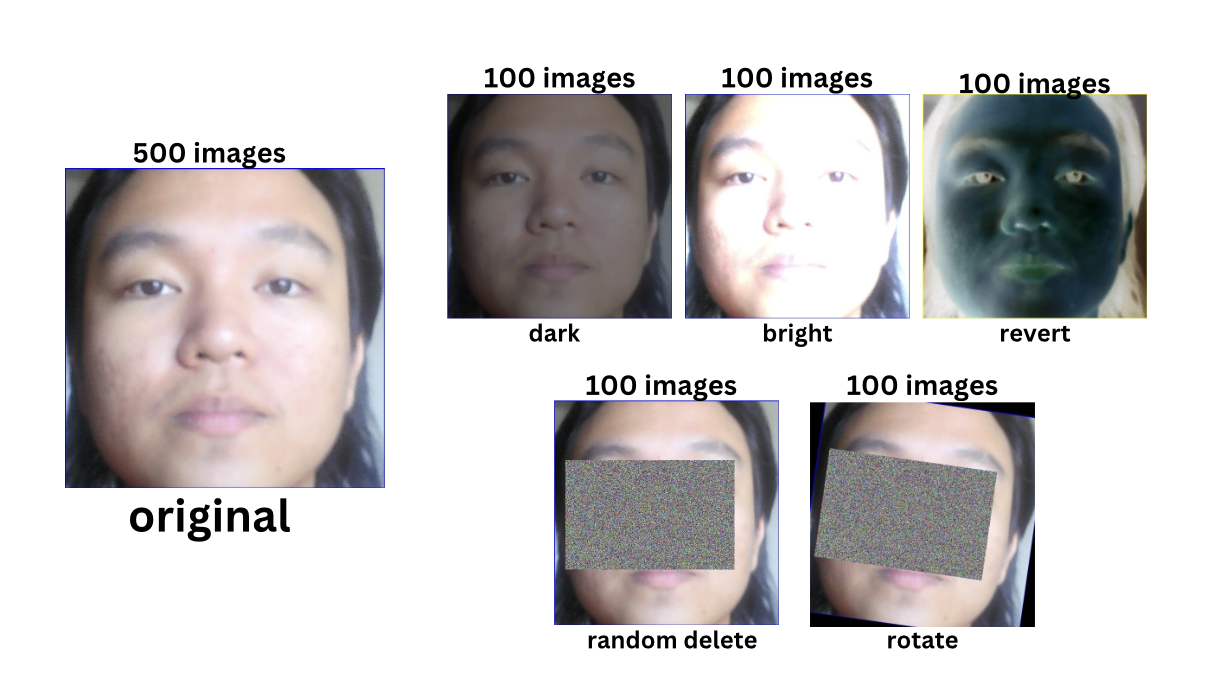 500 images
original
100 images
dark
100 images
bright
100 images
revert
100 images
random delete
100 images
rotate